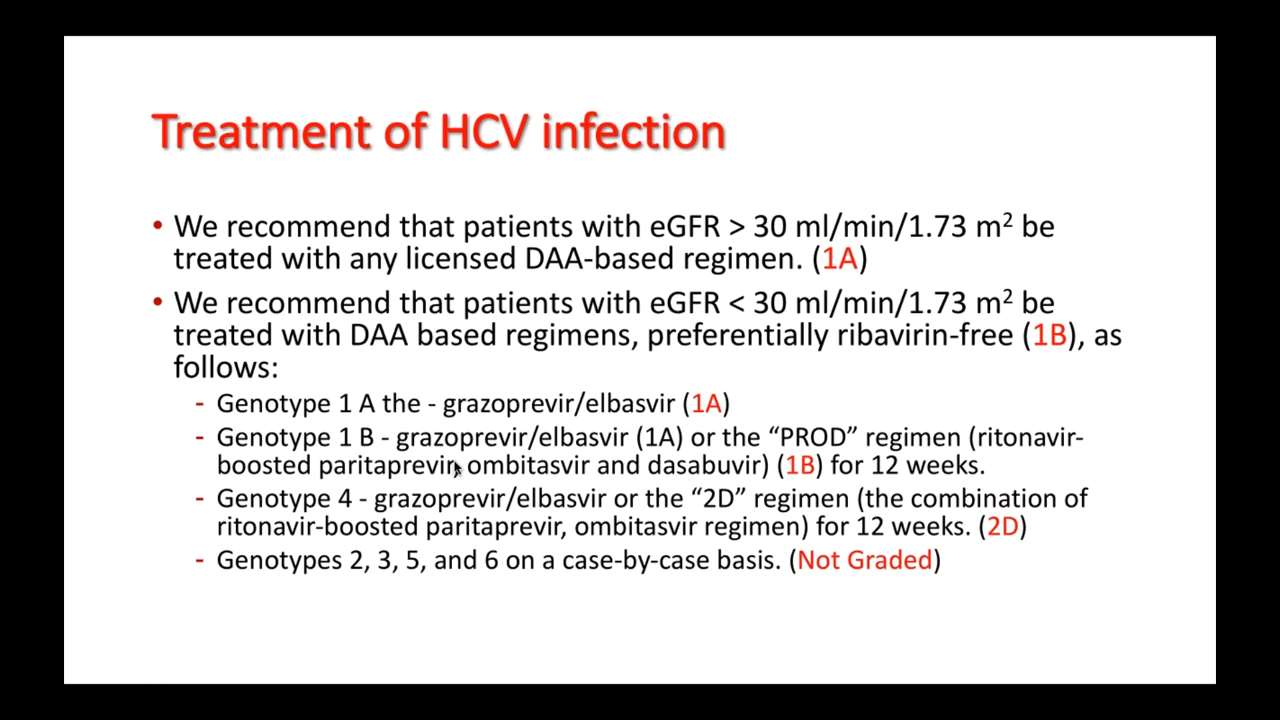 Treatment of HCV infection
• We recommend that patients with eGFR > 30 ml/min/1.73 m² be
treated with any licensed DAA-based regimen. (1A)
• We recommend that patients with eGFR < 30 ml/min/1.73 m² be
treated with DAA based regimens, preferentially ribavirin-free (1B), as
follows:
- Genotype 1 A the - grazoprevir/elbasvir (1A)
- Genotype 1 B - grazoprevir/elbasvir (1A) or the “PROD” regimen (ritonavir-
boosted paritaprevir, ombitasvir and dasabuvir) (1B) for 12 weeks.
- Genotype 4 - grazoprevir/elbasvir or the “2D” regimen (the combination of
ritonavir-boosted paritaprevir, ombitasvir regimen) for 12 weeks. (2D)
- Genotypes 2, 3, 5, and 6 on a case-by-case basis. (Not Graded)